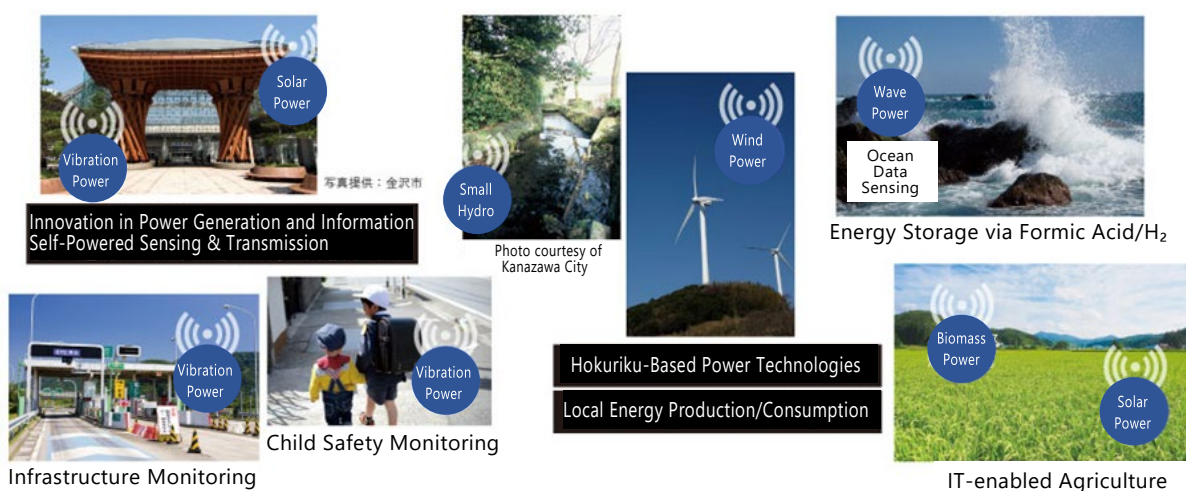 Solar
Power
Vibration
Power
写真提供：金沢市
Innovation in Power Generation and Information
Self-Powered Sensing & Transmission
Small
Hydro
Photo courtesy of
Kanazawa City
Wind
Power
Wave
Power
Ocean
Data
Sensing
Energy Storage via Formic Acid/H₂
Vibration
Power
Infrastructure Monitoring
Vibration
Power
Child Safety Monitoring
Hokuriku-Based Power Technologies
Local Energy Production/Consumption
Biomass
Power
Solar
Power
IT-enabled Agriculture